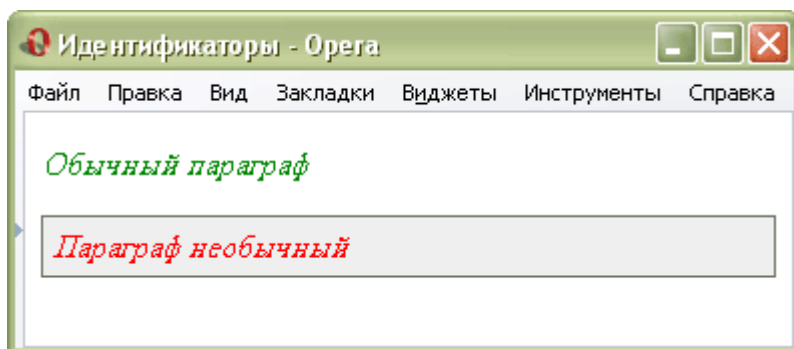 Идентификаторы - Opera
Файл Правка Вид Закладки Виджеты Инструменты Справка
Обычный параграф
Параграф необычный